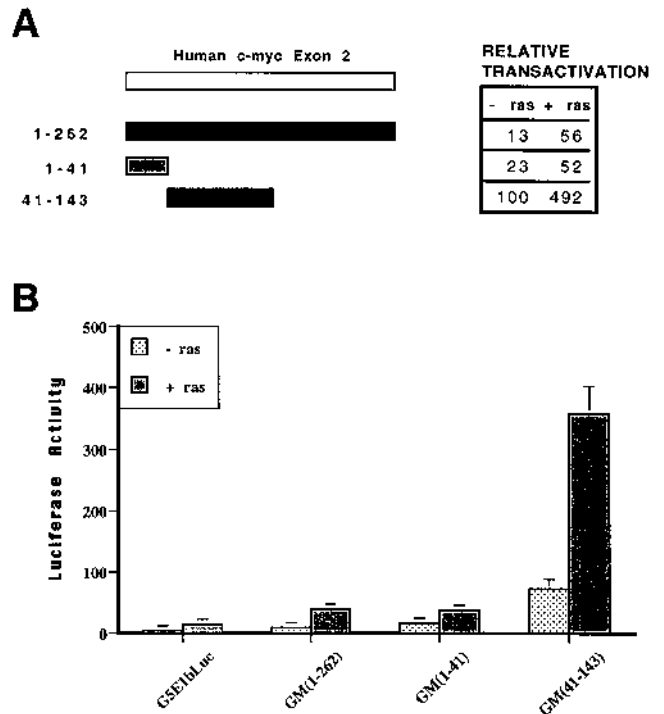 A
Human c-myc Exon 2
RELATIVE
TRANSACTIVATION
- ras + ras
1-262
13 56
1-41
23 52
41-143
100 492
B
500
400
300
200
100
0
- ras
+ ras
Luciferase Activity
G5E1bLuc
GM(1-262)
GM(1-41)
GM(41-143)